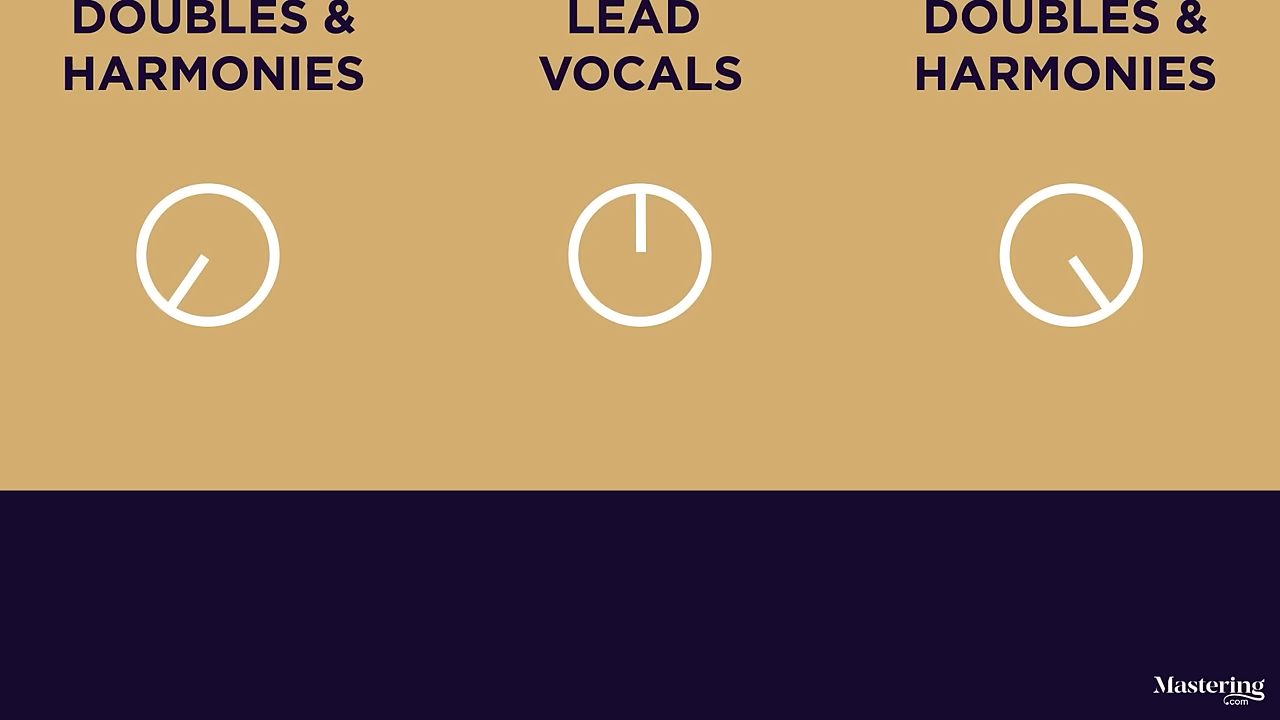 DOUBLES &
HARMONIES
LEAD
VOCALS
DOUBLES &
HARMONIES
Mastering
.com